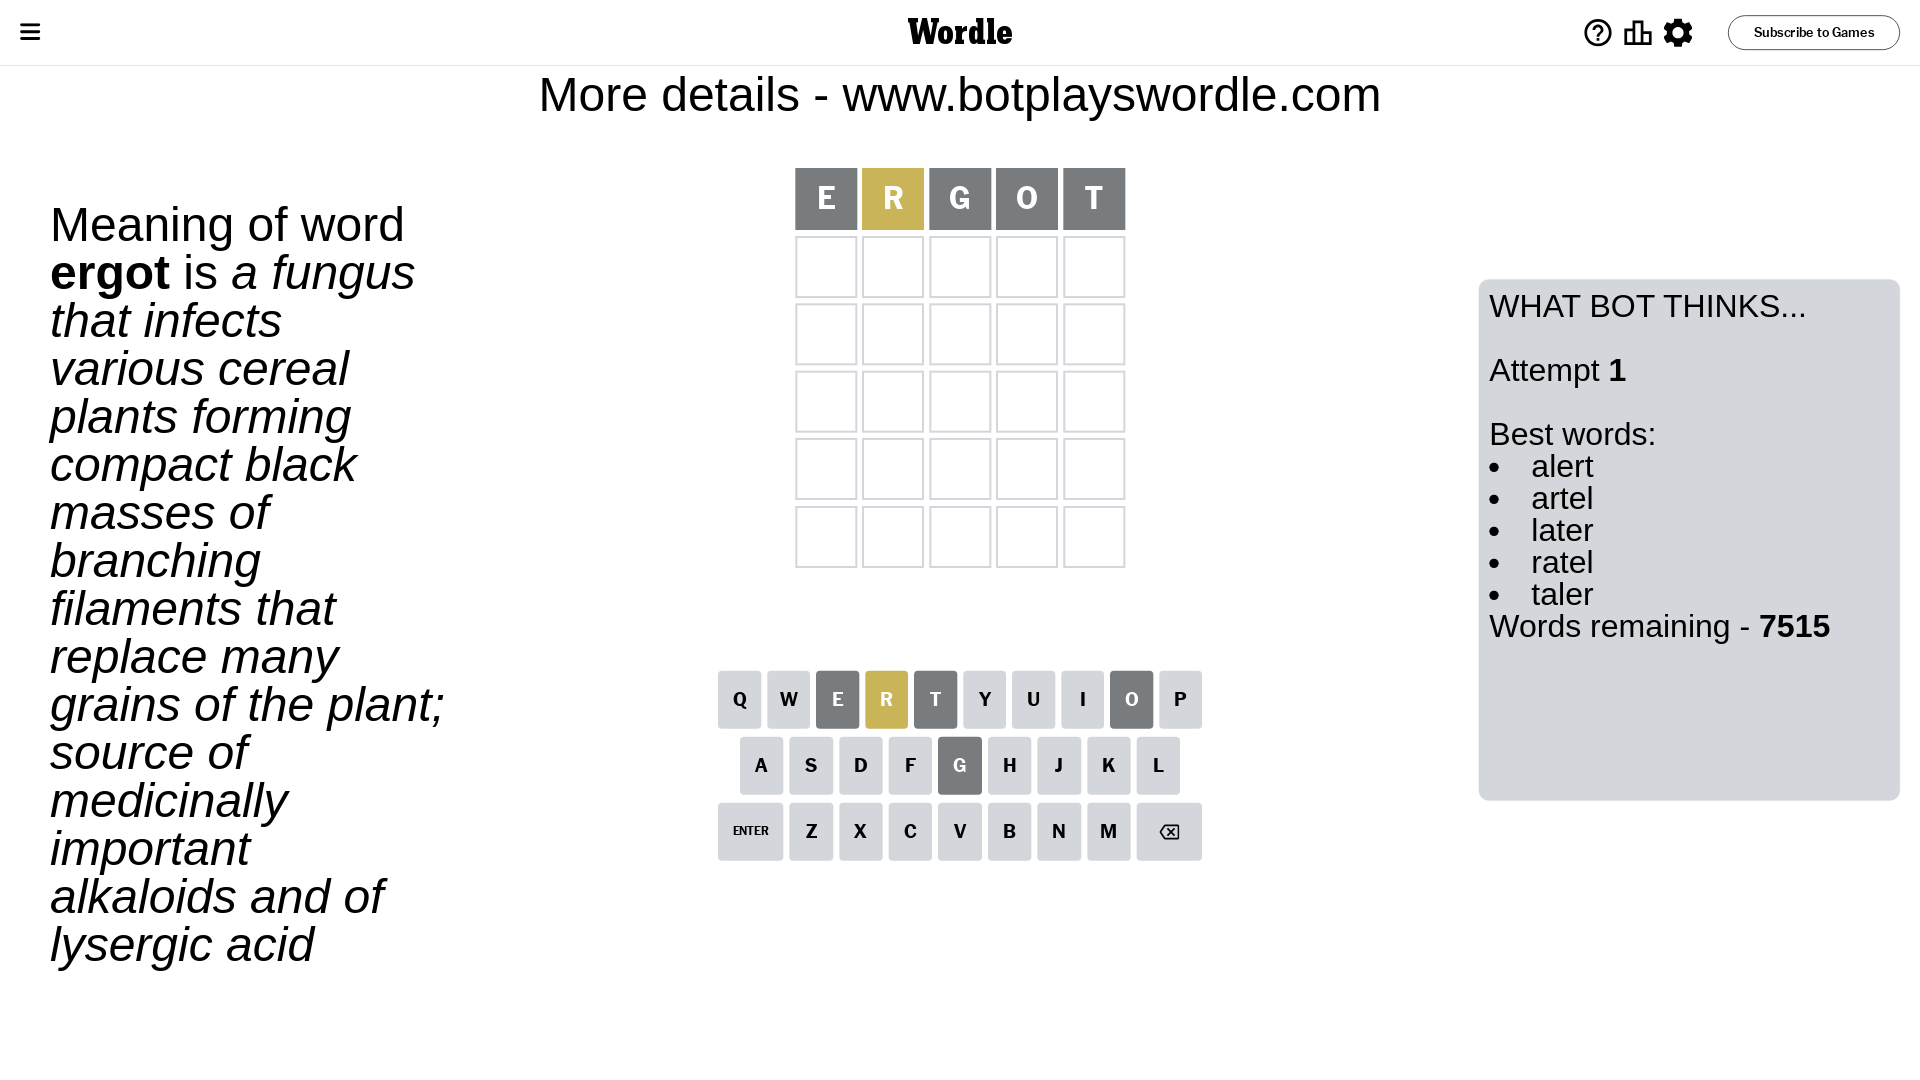 Wordle
Subscribe to Games
More details - www.botplayswordle.com
E R G O T
Meaning of word
ergot is a fungus
that infects
various cereal
plants forming
compact black
masses of
branching
filaments that
replace many
grains of the plant;
source of
medicinally
important
alkaloids and of
lysergic acid
WHAT BOT THINKS...
Attempt 1
Best words:
• alert
• artel
• later
• ratel
• taler
Words remaining - 7515
Q W E R T Y U I O P
A S D F G H J K L
ENTER Z X C V B N M